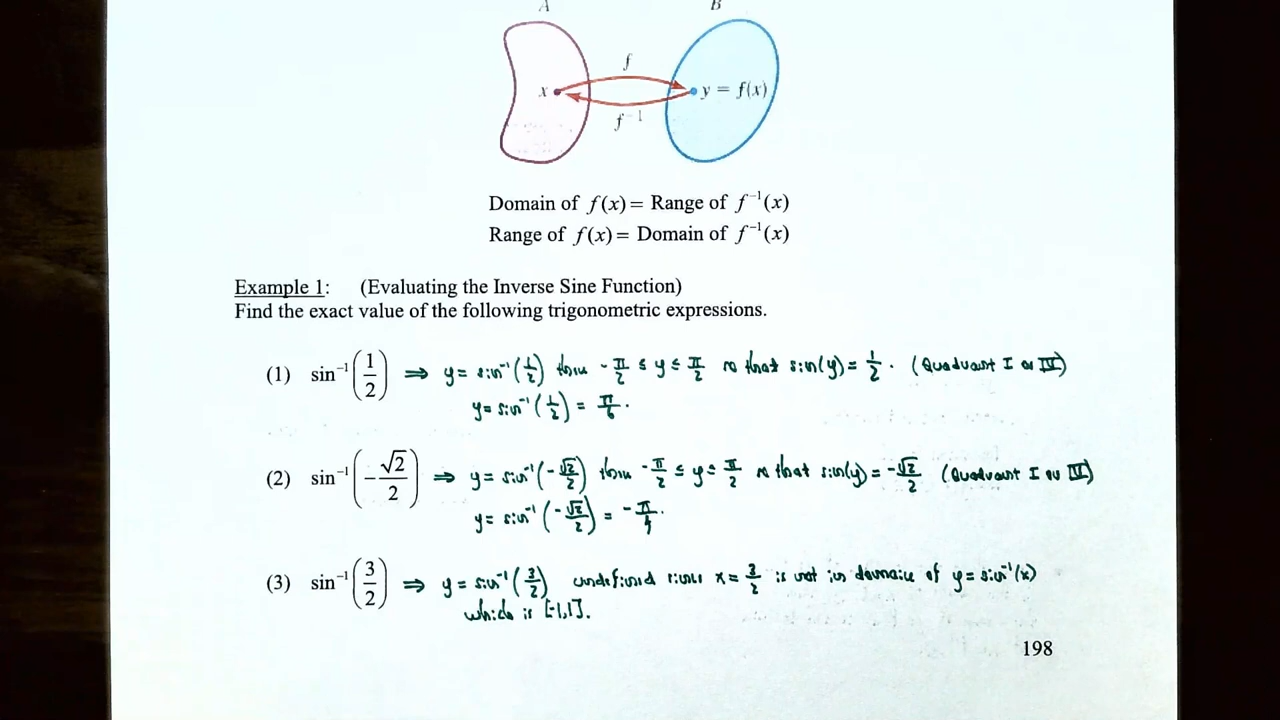 A B
f
x y = f(x)
f⁻¹
Domain of f(x) = Range of f⁻¹(x)
Range of f(x) = Domain of f⁻¹(x)
Example 1: (Evaluating the Inverse Sine Function)
Find the exact value of the following trigonometric expressions.
(1) sin⁻¹(1/2) ⇒ y = sin⁻¹(1/2) then -π/2 ≤ y ≤ π/2 so that sin(y) = 1/2. (Quadrant I or IV)
y = sin⁻¹(1/2) = π/6.
(2) sin⁻¹(-√2/2) ⇒ y = sin⁻¹(-√2/2) then -π/2 ≤ y ≤ π/2 so that sin(y) = -√2/2 (Quadrant I or IV)
y = sin⁻¹(-√2/2) = -π/4.
(3) sin⁻¹(3/2) ⇒ y = sin⁻¹(3/2) undefined since x = 3/2 is not in domain of y = sin⁻¹(x)
which is [-1,1].
198